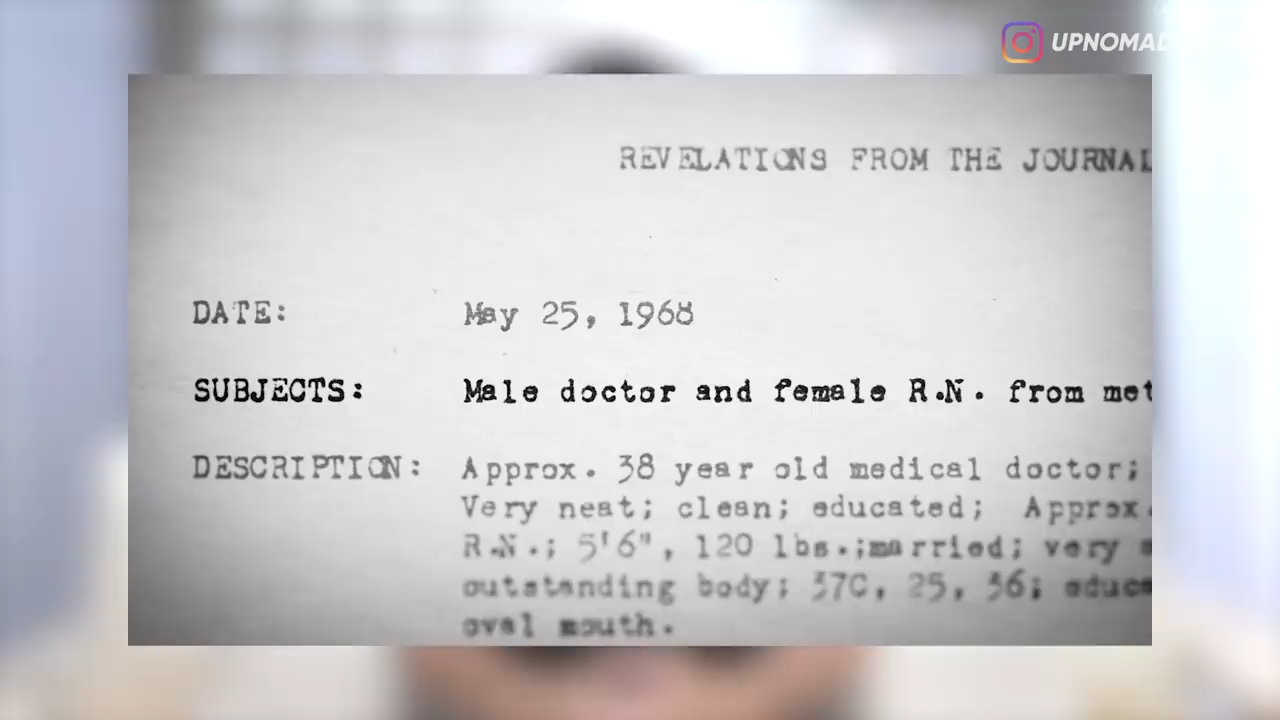 UPNOMAD
REVELATIONS FROM THE JOURNAL
DATE: May 25, 1968
SUBJECTS: Male doctor and female R.N. from met
DESCRIPTION: Approx. 38 year old medical doctor;
Very neat; clean; educated; Approx.
R.N.; 5'6", 120 lbs.;married; very
outstanding body; 37C, 25, 36; educ
oval mouth.